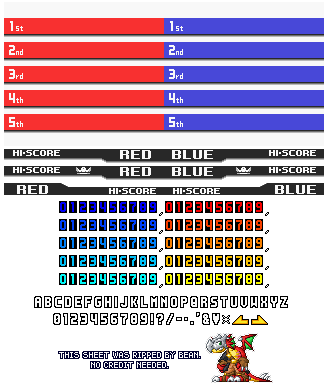 1st 1st
2nd 2nd
3rd 3rd
4th 4th
5th 5th
HI-SCORE RED BLUE HI-SCORE
HI-SCORE RED BLUE HI-SCORE
RED HI-SCORE HI-SCORE BLUE
0123456789, 0123456789,
0123456789, 0123456789,
0123456789, 0123456789,
0123456789, 0123456789,
0123456789, 0123456789,
ABCDEFGHIJKLMNOPQRSTUVWXYZ
0123456789!?/--.'&♥×
THIS SHEET WAS RIPPED BY BEAN.
NO CREDIT NEEDED.